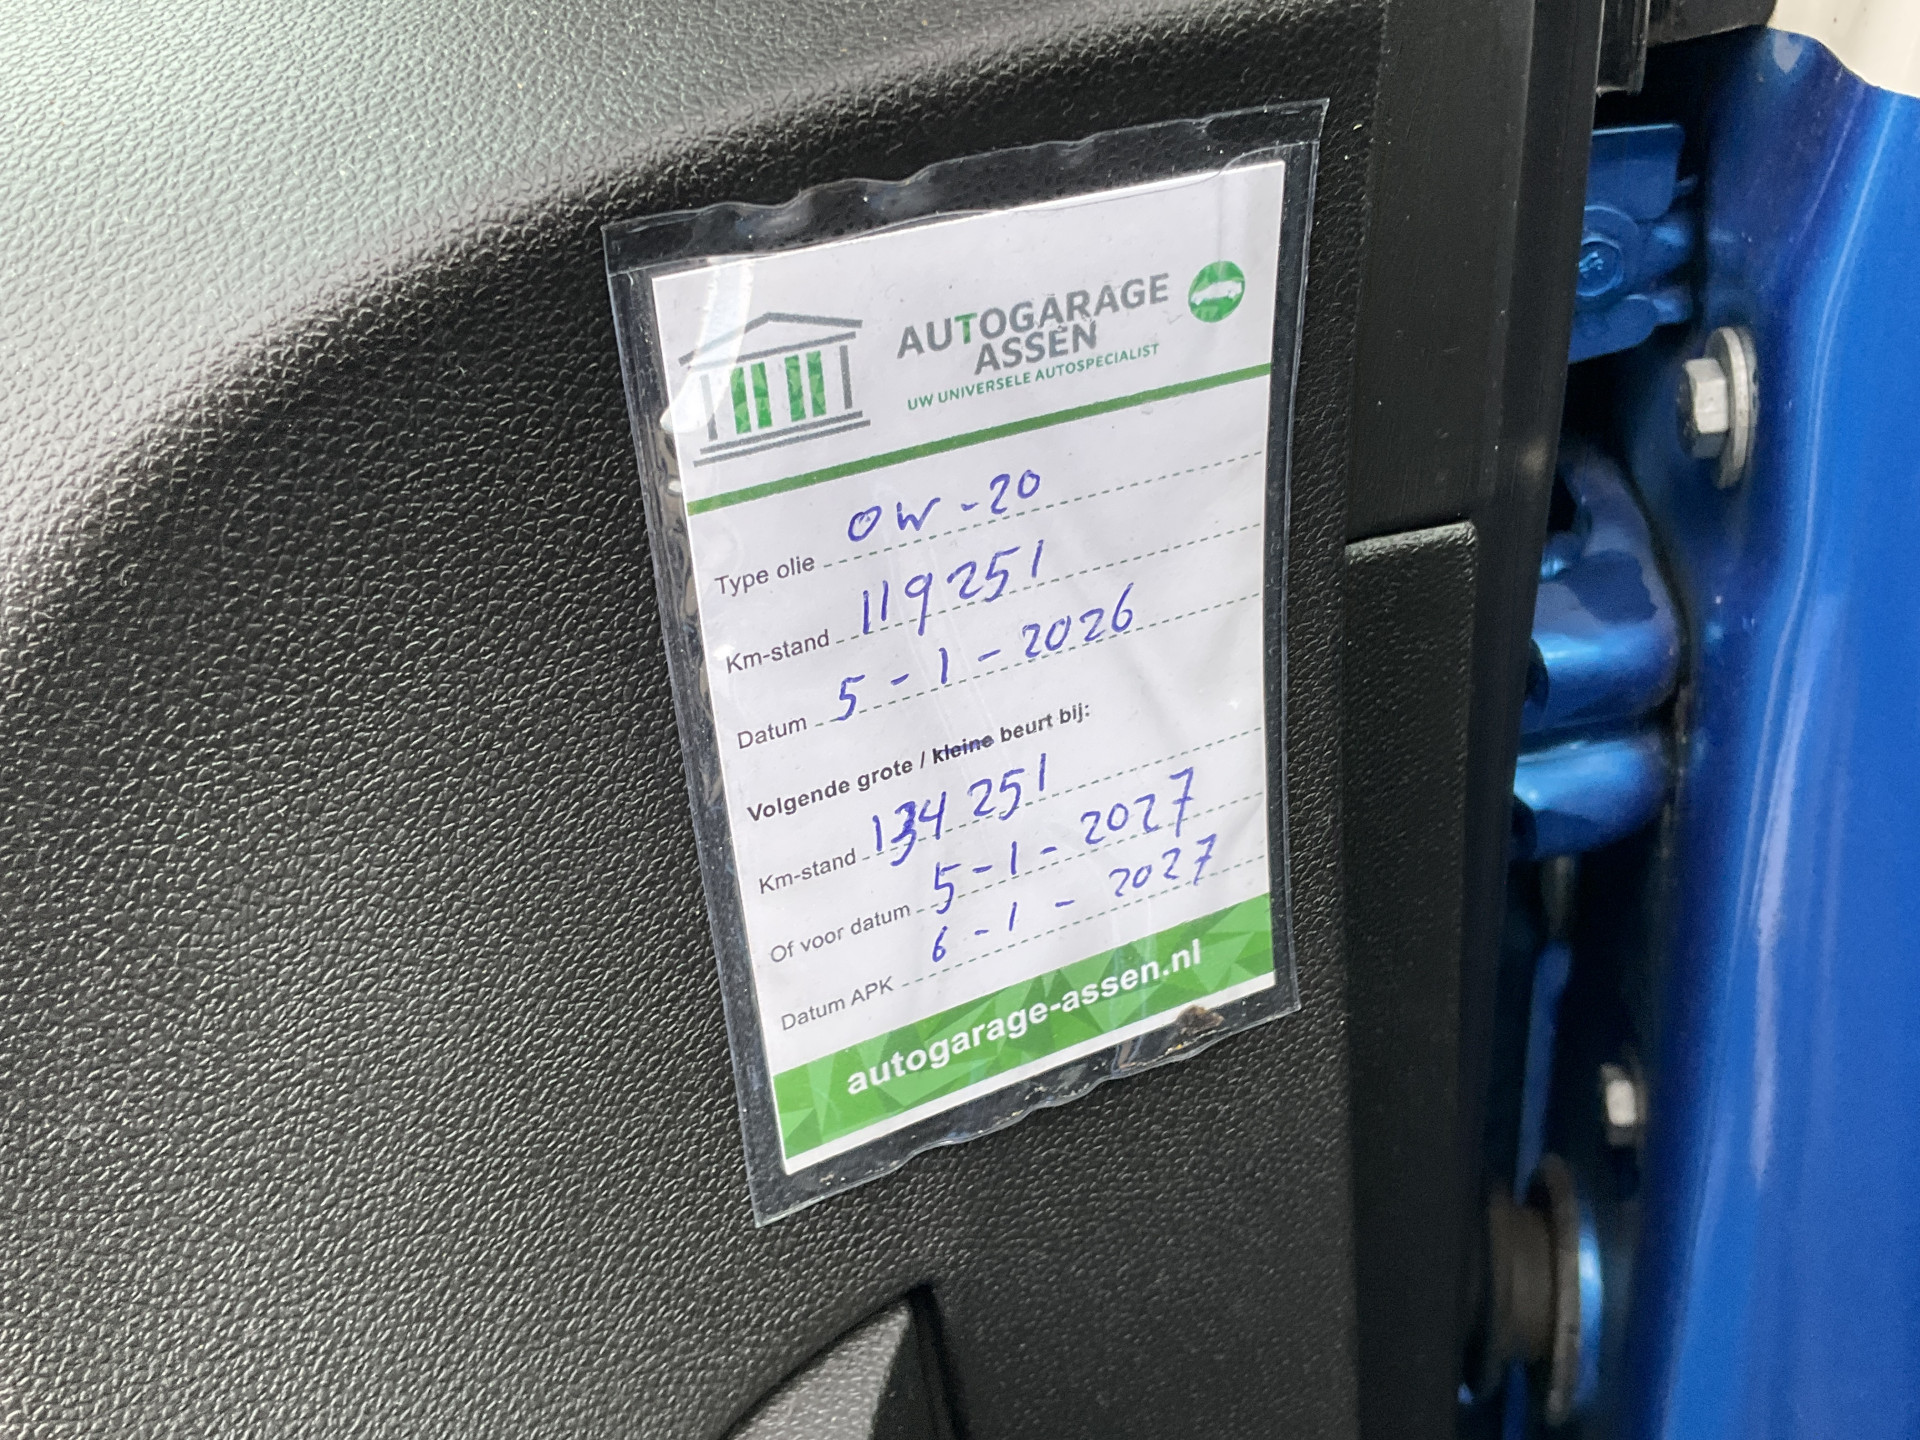 AUTOGARAGE
ASSEN
UW UNIVERSELE AUTOSPECIALIST
Type olie 0W-20
Km-stand 119251
Datum 5-1-2026
Volgende grote / kleine beurt bij:
Km-stand 134251
Of voor datum 5-1-2027
Datum APK 6-1-2027
autogarage-assen.nl